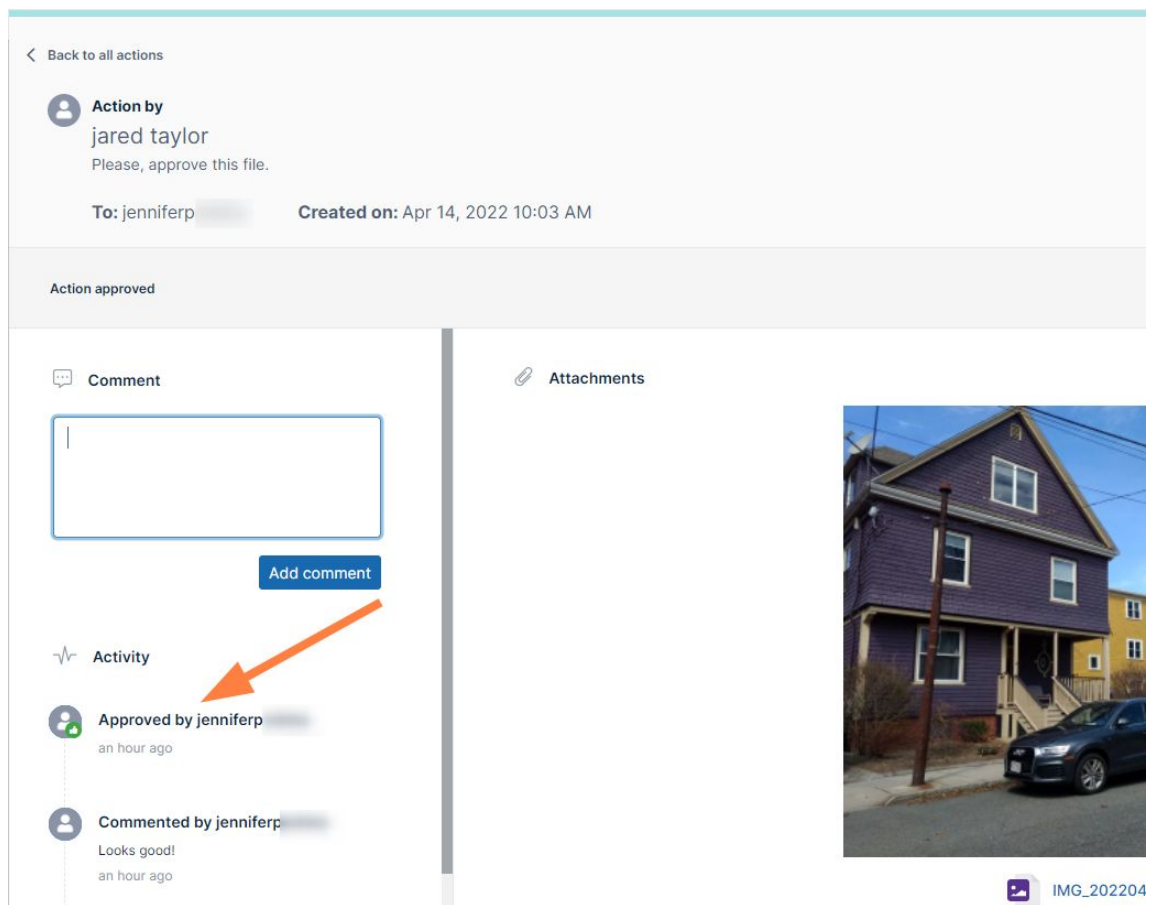 Back to all actions
Action by
jared taylor
Please, approve this file.
To: jenniferp Created on: Apr 14, 2022 10:03 AM
Action approved
Comment
Attachments
Add comment
Activity
Approved by jenniferp
an hour ago
Commented by jenniferp
Looks good!
an hour ago
IMG_202204